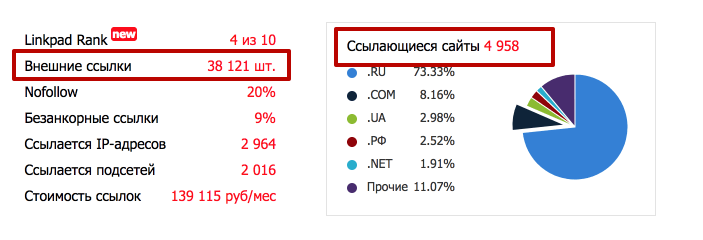 Linkpad Rank new 4 из 10
Внешние ссылки 38 121 шт.
Nofollow 20%
Безанкорные ссылки 9%
Ссылается IP-адресов 2 964
Ссылается подсетей 2 016
Стоимость ссылок 139 115 руб/мес
Ссылающиеся сайты 4 958
.RU 73.33%
.COM 8.16%
.UA 2.98%
.РФ 2.52%
.NET 1.91%
Прочие 11.07%